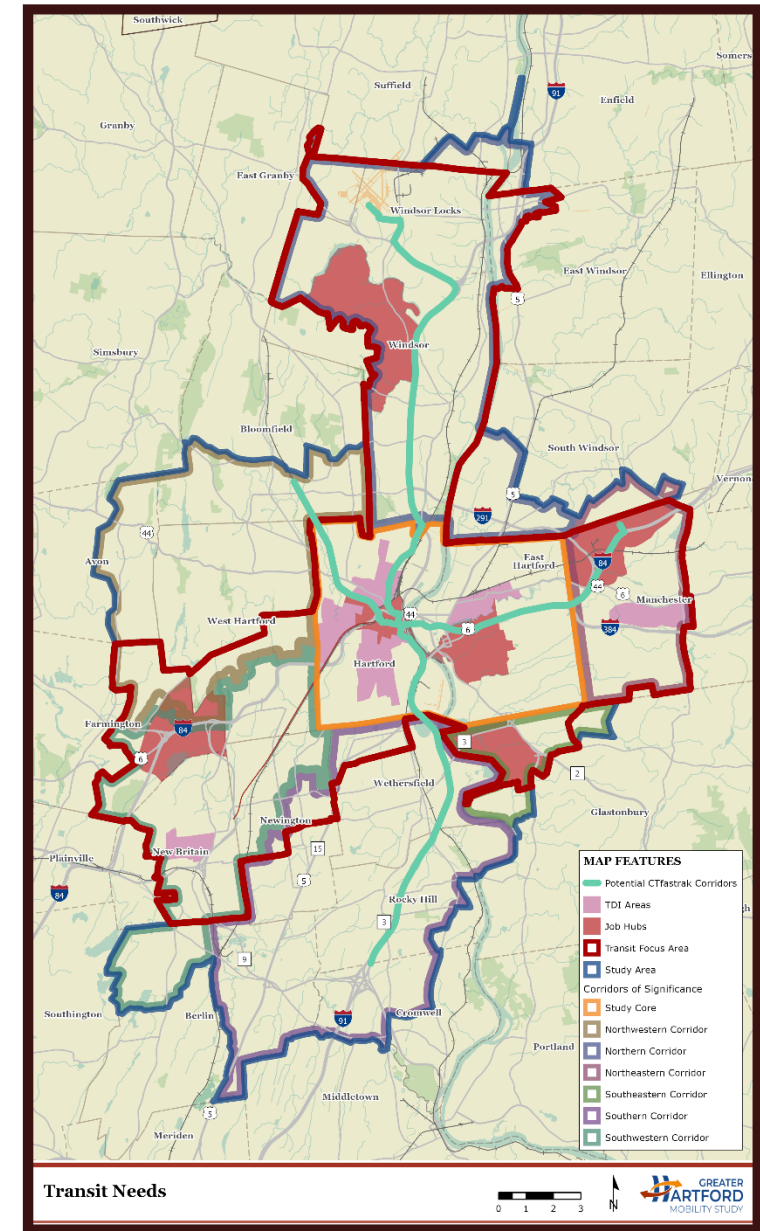 Southwick
Somers
Suffield
91
Enfield
Granby
East Granby
Windsor Locks
East Windsor
Ellington
5
Simsbury
Windsor
Bloomfield
South Windsor
Vernon
5
291
44
East
Hartford
84
Avon
44
6
44
Manchester
West Hartford
6
384
Hartford
Farmington
84
3
6
2
Wethersfield
Glastonbury
Newington
15
New Britain
Plainville
5
84
Rocky Hill
3
9
Southington
Berlin
91
Cromwell
Portland
Middletown
5
Meriden
MAP FEATURES
Potential CTfastrak Corridors
TDI Areas
Job Hubs
Transit Focus Area
Study Area
Corridors of Significance
Study Core
Northwestern Corridor
Northern Corridor
Northeastern Corridor
Southeastern Corridor
Southern Corridor
Southwestern Corridor
Transit Needs
0 1 2 3
N
GREATER
HARTFORD
MOBILITY STUDY